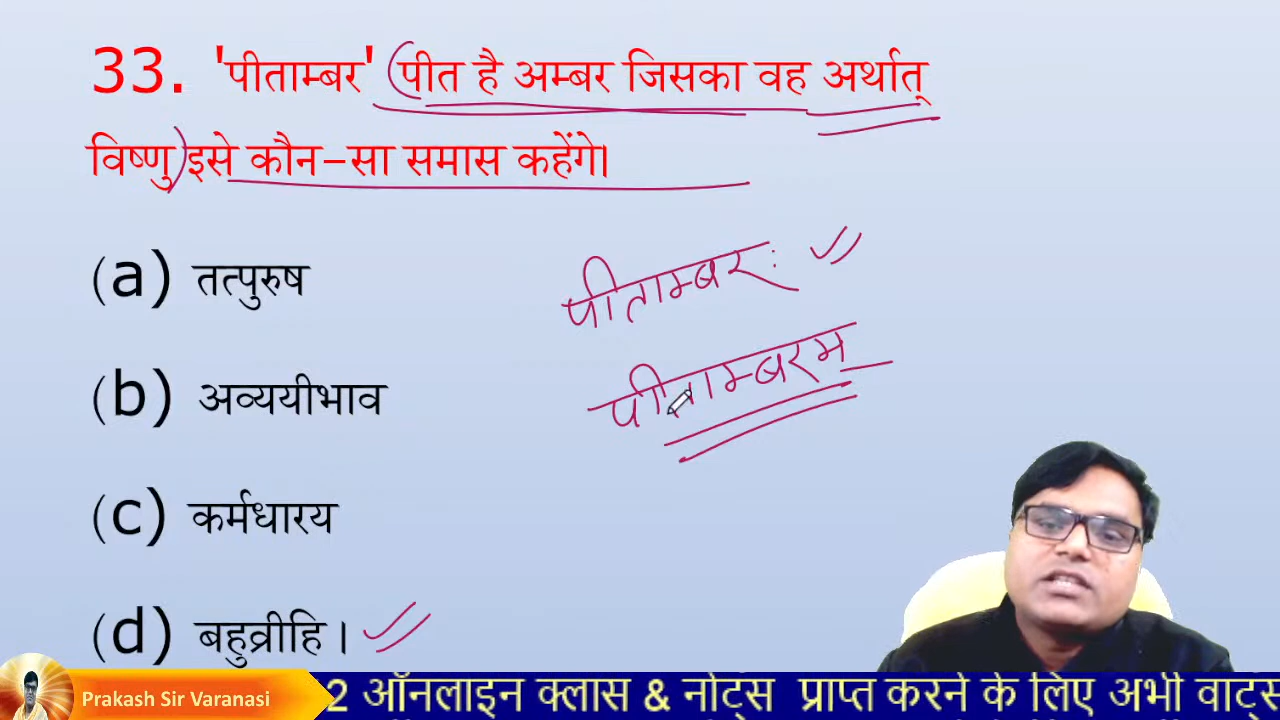 33. 'पीताम्बर' (पीत है अम्बर जिसका वह अर्थात्
विष्णु) इसे कौन-सा समास कहेंगे।
(a) तत्पुरुष
पीताम्बरः
(b) अव्ययीभाव
पीताम्बरम
(c) कर्मधारय
(d) बहुव्रीहि।
Prakash Sir Varanasi
2 ऑनलाइन क्लास & नोट्स प्राप्त करने के लिए अभी वाट्स